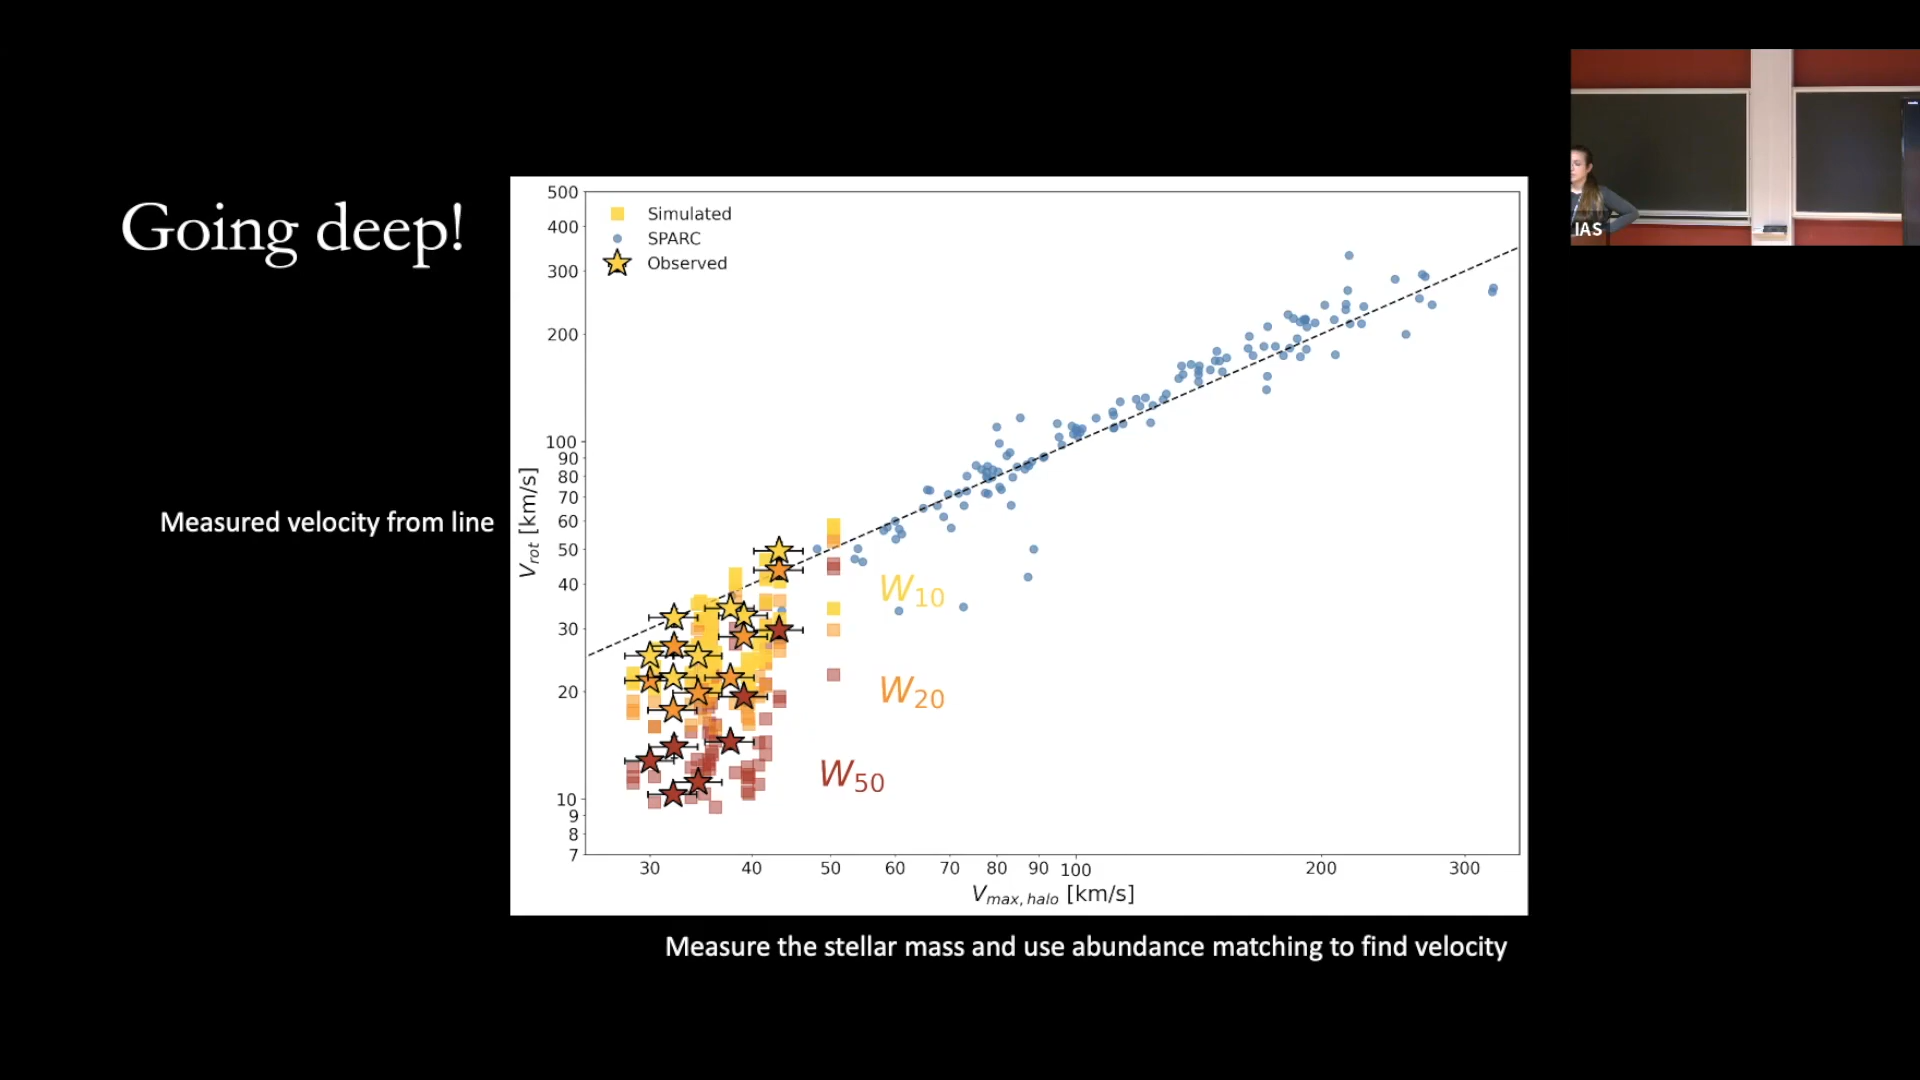 Going deep!
Measured velocity from line
500
400
300
200
100
90
80
70
60
50
40
30
20
10
9
8
7
V_rot [km/s]
Simulated
SPARC
Observed
W_10
W_20
W_50
30 40 50 60 70 80 90 100 200 300
V_max, halo [km/s]
Measure the stellar mass and use abundance matching to find velocity
IAS